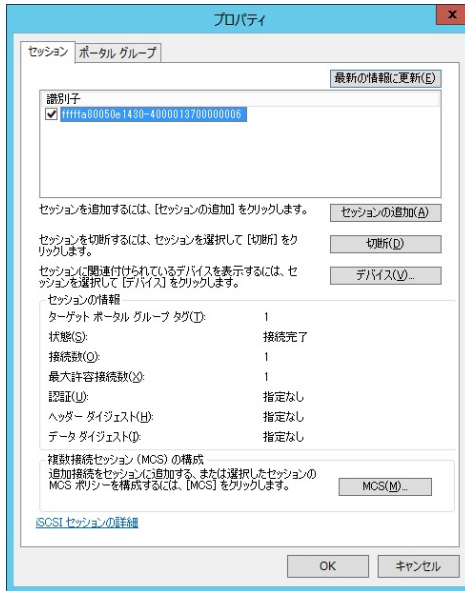 プロパティ
x
セッション ポータル グループ
最新の情報に更新(E)
識別子
fffffa80050e1430-4000013700000006
セッションを追加するには、[セッションの追加] をクリックします。
セッションの追加(A)
セッションを切断するには、セッションを選択して [切断] をク
リックします。
切断(D)
セッションに関連付けられているデバイスを表示するには、セ
ッションを選択して [デバイス] をクリックします。
デバイス(V)...
セッションの情報
ターゲット ポータル グループ タグ(T): 1
状態(S): 接続完了
接続数(O): 1
最大許容接続数(X): 1
認証(U): 指定なし
ヘッダー ダイジェスト(H): 指定なし
データ ダイジェスト(I): 指定なし
複数接続セッション (MCS) の構成
追加接続をセッションに追加する、または選択したセッションの
MCS ポリシーを構成するには、[MCS] をクリックします。
MCS(M)...
iSCSI セッションの詳細
OK キャンセル